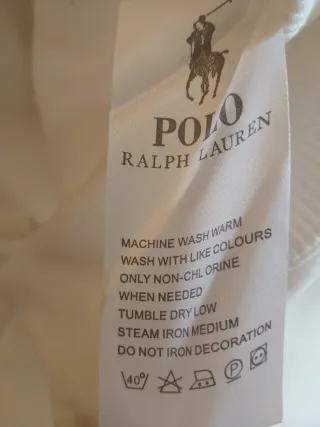 POLO
RALPH LAUREN
MACHINE WASH WARM
WASH WITH LIKE COLOURS
ONLY NON-CHL ORINE
WHEN NEEDED
TUMBLE DRY LOW
STEAM IRON MEDIUM
DO NOT IRON DECORATION
40° P